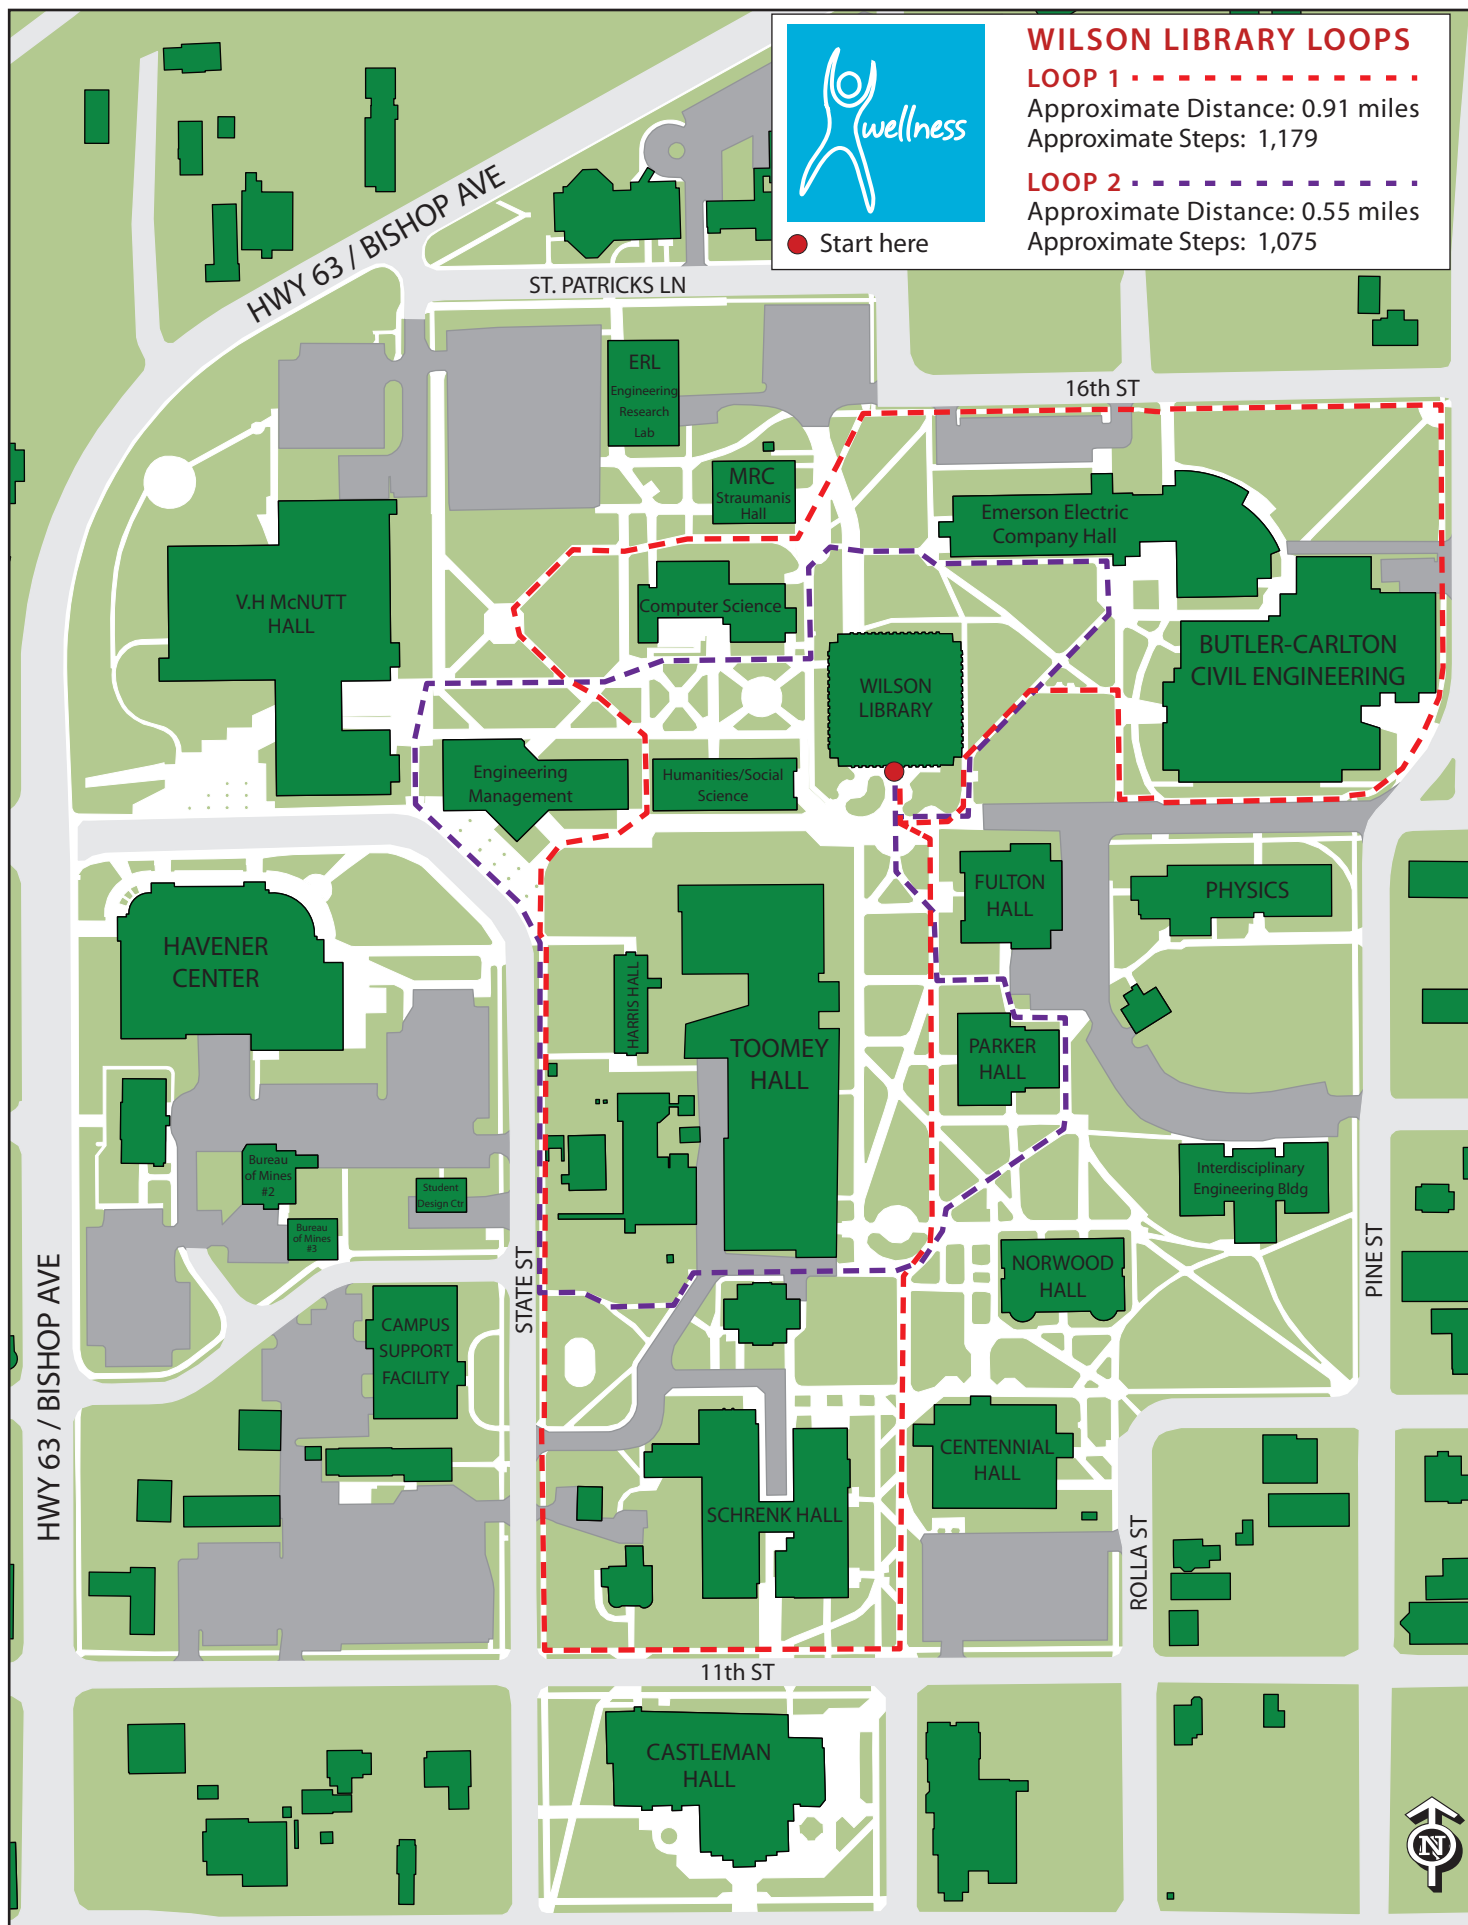 WILSON LIBRARY LOOPS
LOOP 1
Approximate Distance: 0.91 miles
Approximate Steps: 1,179
LOOP 2
Approximate Distance: 0.55 miles
Approximate Steps: 1,075
wellness
Start here
HWY 63 / BISHOP AVE
ST. PATRICKS LN
16th ST
ERL
Engineering
Research
Lab
MRC
Straumanis
Hall
Emerson Electric
Company Hall
V.H McNUTT
HALL
Computer Science
BUTLER-CARLTON
CIVIL ENGINEERING
WILSON
LIBRARY
Engineering
Management
Humanities/Social
Science
FULTON
HALL
PHYSICS
HAVENER
CENTER
HARRIS HALL
TOOMEY
HALL
PARKER
HALL
Bureau
of Mines
#2
Student
Design Ctr
Interdisciplinary
Engineering Bldg
Bureau
of Mines
#3
NORWOOD
HALL
STATE ST
PINE ST
HWY 63 / BISHOP AVE
CAMPUS
SUPPORT
FACILITY
CENTENNIAL
HALL
SCHRENK HALL
ROLLA ST
11th ST
CASTLEMAN
HALL
N